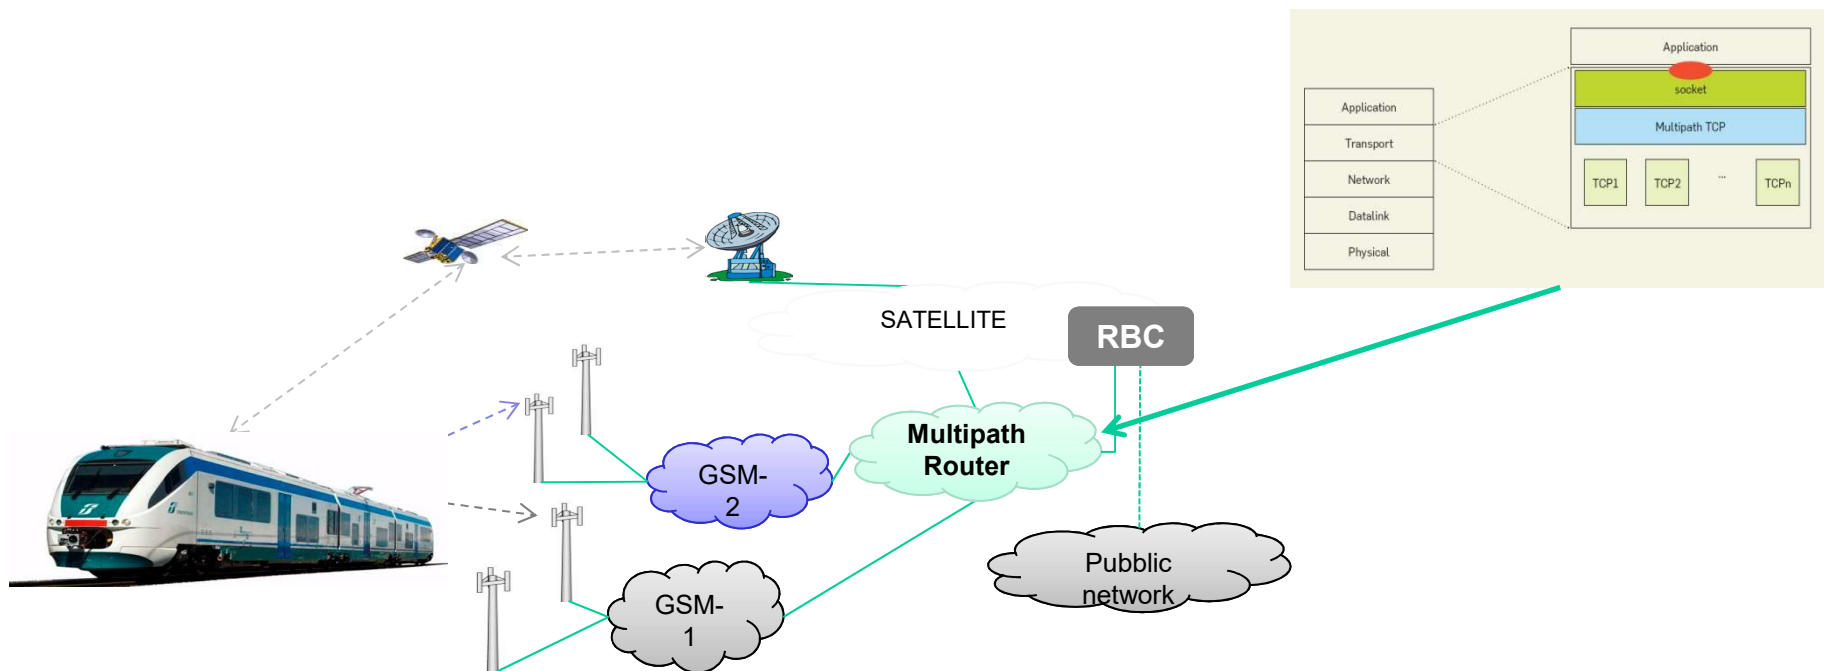 Application
socket
Multipath TCP
TCP1
TCP2
...
TCPn
Application
Transport
Network
Datalink
Physical
SATELLITE
RBC
Multipath
Router
GSM-
2
GSM-
1
Pubblic
network